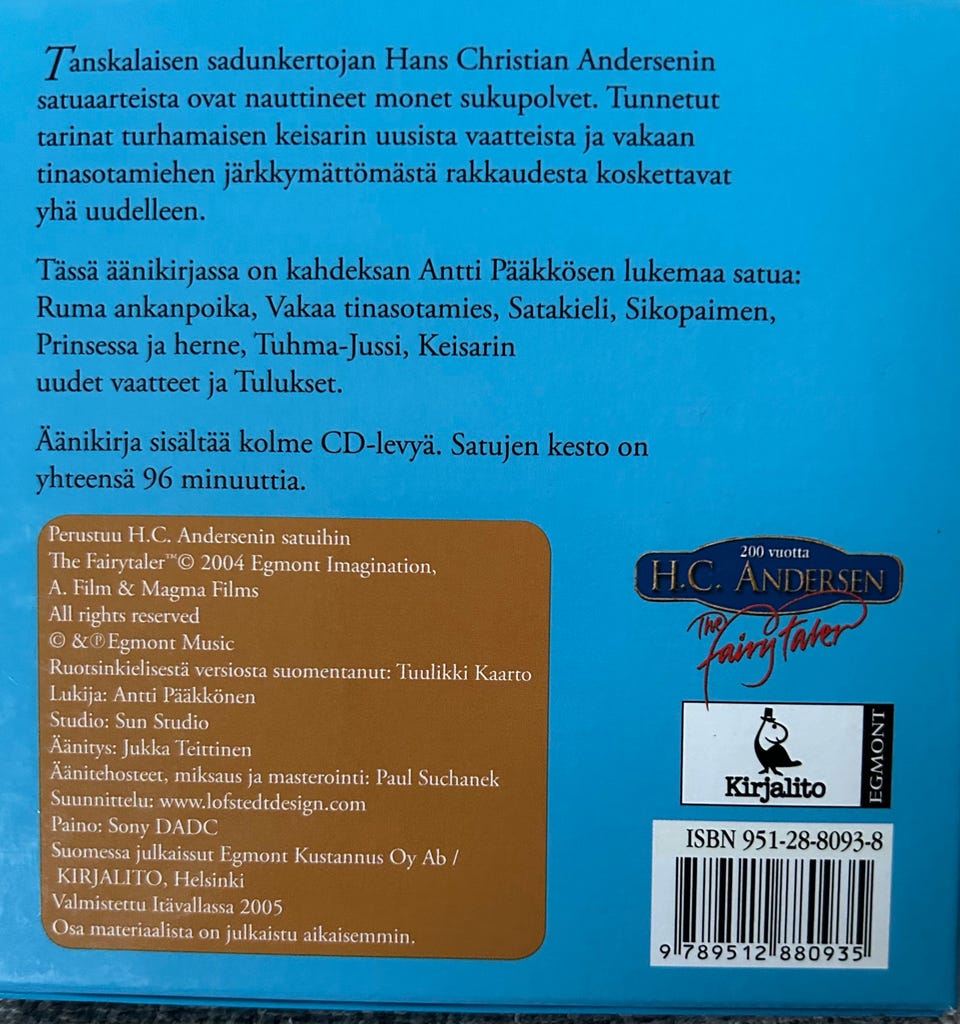 Tanskalaisen sadunkertojan Hans Christian Andersenin
satuaarteista ovat nauttineet monet sukupolvet. Tunnetut
tarinat turhamaisen keisarin uusista vaatteista ja vakaan
tinasotamiehen järkkymättömästä rakkaudesta koskettavat
yhä uudelleen.
Tässä äänikirjassa on kahdeksan Antti Pääkkösen lukemaa satua:
Ruma ankanpoika, Vakaa tinasotamies, Satakieli, Sikopaimen,
Prinsessa ja herne, Tuhma-Jussi, Keisarin
uudet vaatteet ja Tulukset.
Äänikirja sisältää kolme CD-levyä. Satujen kesto on
yhteensä 96 minuuttia.
Perustuu H.C. Andersenin satuihin
The Fairytaler™© 2004 Egmont Imagination,
A. Film & Magma Films
All rights reserved
© &℗Egmont Music
Ruotsinkielisestä versiosta suomentanut: Tuulikki Kaarto
Lukija: Antti Pääkkönen
Studio: Sun Studio
Äänitys: Jukka Teittinen
Äänitehosteet, miksaus ja masterointi: Paul Suchanek
Suunnittelu: www.lofstedtdesign.com
Paino: Sony DADC
Suomessa julkaissut Egmont Kustannus Oy Ab /
KIRJALITO, Helsinki
Valmistettu Itävallassa 2005
Osa materiaalista on julkaistu aikaisemmin.
200 vuotta
H.C. ANDERSEN
The
fairytaler
Kirjalito
EGMONT
ISBN 951-28-8093-8
9 789512 880935